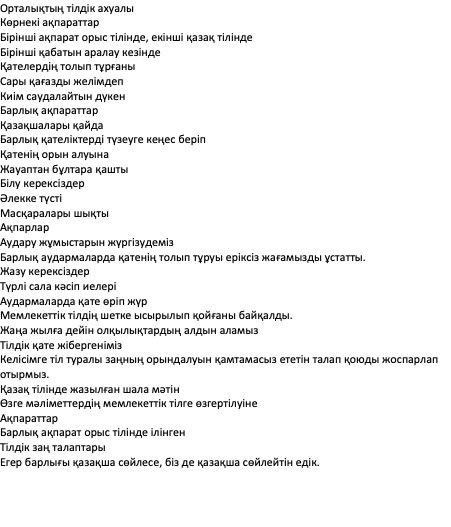 Орталықтың тілдік ахуалы
Көрнекі ақпараттар
Бірінші ақпарат орыс тілінде, екінші қазақ тілінде
Бірінші қабатын аралау кезінде
Қателердің толып тұрғаны
Сары қағазды желімдеп
Киім саудалайтын дүкен
Барлық ақпараттар
Қазақшалары қайда
Барлық қателіктерді түзеуге кеңес беріп
Қатенің орын алуына
Жауаптан бұлтара қашты
Білу керексіздер
Әлекке түсті
Масқаралары шықты
Ақпарлар
Аудару жұмыстарын жүргізудеміз
Барлық аудармаларда қатенің толып тұруы еріксіз жағамызды ұстатты.
Жазу керексіздер
Түрлі сала кәсіп иелері
Аудармаларда қате өріп жүр
Мемлекеттік тілдің шетке ысырылып қойғаны байқалды.
Жаңа жылға дейін олқылықтардың алдын аламыз
Тілдік қате жібергеніміз
Келісімге тіл туралы заңның орындалуын қамтамасыз ететін талап қоюды жоспарлап
отырмыз.
Қазақ тілінде жазылған шала мәтін
Өзге мәліметтердің мемлекеттік тілге өзгертілуіне
Ақпараттар
Барлық ақпарат орыс тілінде ілінген
Тілдік заң талаптары
Егер барлығы қазақша сөйлесе, біз де қазақша сөйлейтін едік.